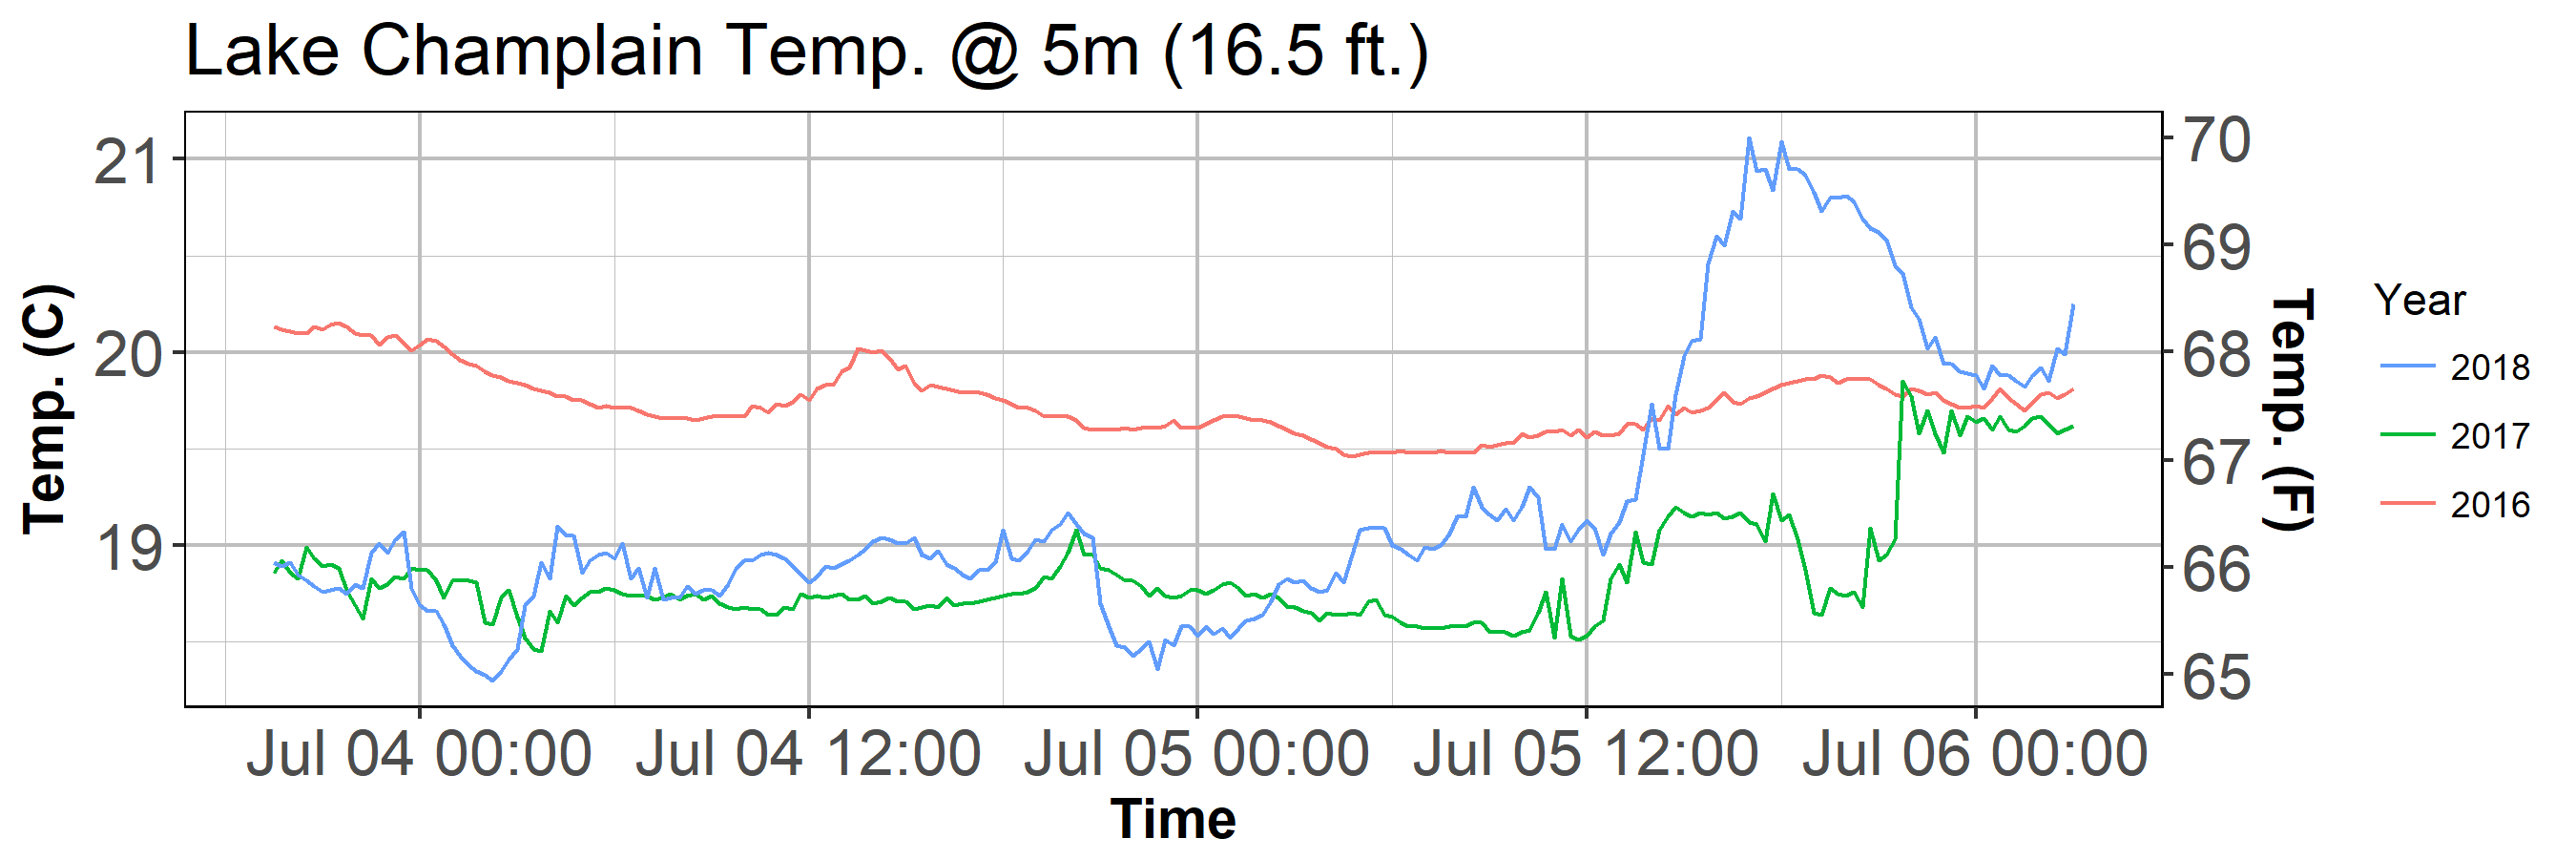 Lake Champlain Temp. @ 5m (16.5 ft.)
Temp. (C)
21
20
19
70
69
68
67
66
65
Temp. (F)
Year
2018
2017
2016
Jul 04 00:00 Jul 04 12:00 Jul 05 00:00 Jul 05 12:00 Jul 06 00:00
Time